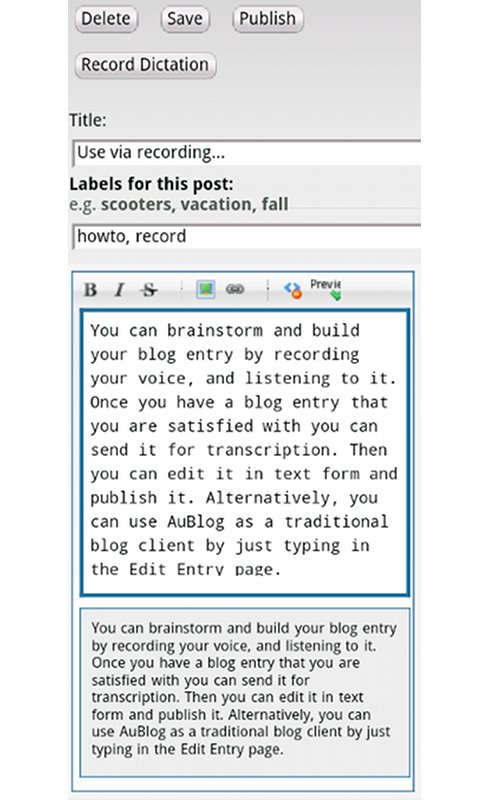 Delete Save Publish
Record Dictation
Title:
Use via recording...
Labels for this post:
e.g. scooters, vacation, fall
howto, record
B I S Previe
You can brainstorm and build
your blog entry by recording
your voice, and listening to it.
Once you have a blog entry that
you are satisfied with you can
send it for transcription. Then
you can edit it in text form and
publish it. Alternatively, you
can use AuBlog as a traditional
blog client by just typing in
the Edit Entry page.
You can brainstorm and build your blog entry
by recording your voice, and listening to it.
Once you have a blog entry that you are
satisfied with you can send it for
transcription. Then you can edit it in text
form and publish it. Alternatively, you can
use AuBlog as a traditional blog client by just
typing in the Edit Entry page.